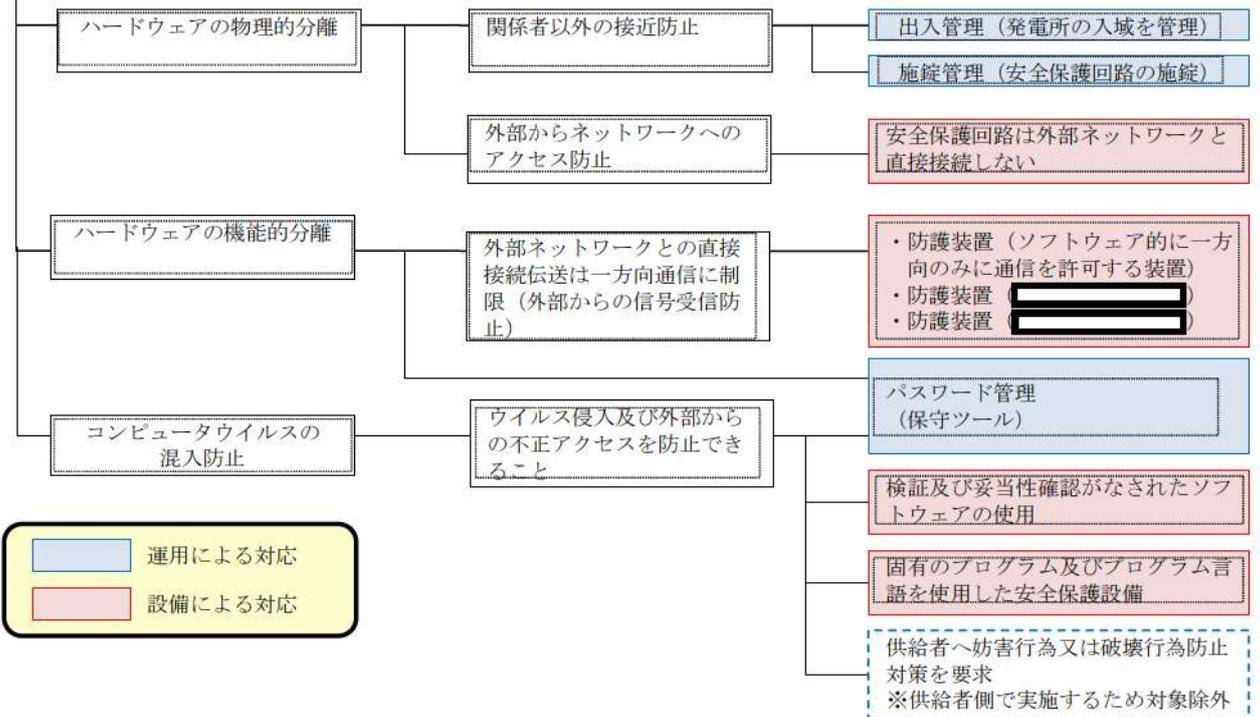 ハードウェアの物理的分離
関係者以外の接近防止
出入管理（発電所の入域を管理）
施錠管理（安全保護回路の施錠）
外部からネットワークへの
アクセス防止
安全保護回路は外部ネットワークと
直接接続しない
ハードウェアの機能的分離
外部ネットワークとの直接
接続伝送は一方向通信に制
限（外部からの信号受信防
止）
・防護装置（ソフトウェア的に一方
向のみに通信を許可する装置）
・防護装置（　）
・防護装置（　）
パスワード管理
（保守ツール）
コンピュータウイルスの
混入防止
ウイルス侵入及び外部から
の不正アクセスを防止でき
ること
検証及び妥当性確認がなされたソフ
トウェアの使用
固有のプログラム及びプログラム言
語を使用した安全保護設備
供給者へ妨害行為又は破壊行為防止
対策を要求
※供給者側で実施するため対象除外
運用による対応
設備による対応